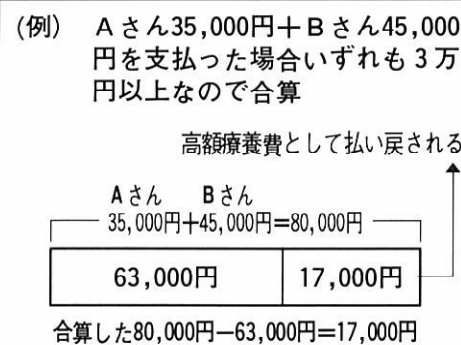 (例) Aさん35,000円＋Bさん45,000
円を支払った場合いずれも3万
円以上なので合算
高額療養費として払い戻される
Aさん Bさん
35,000円+45,000円=80,000円
63,000円 17,000円
合算した80,000円−63,000円=17,000円